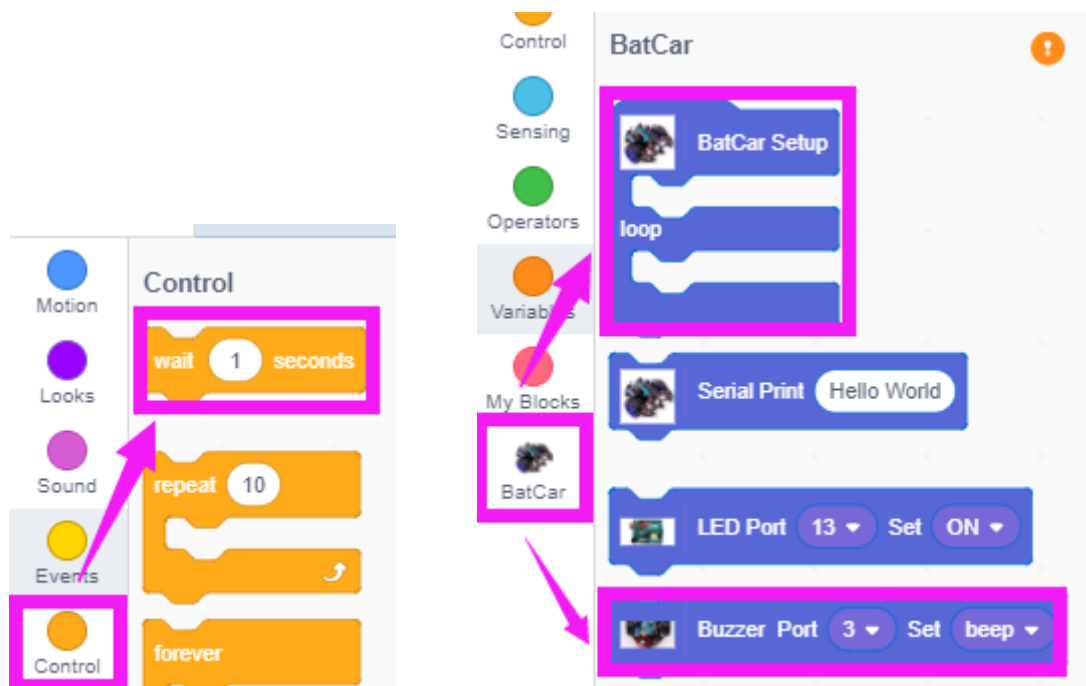 Motion
Looks
Sound
Events
Control
Control
wait 1 seconds
repeat 10
forever
Control
Sensing
Operators
Variables
My Blocks
BatCar
BatCar
!
BatCar Setup
loop
Serial Print Hello World
LED Port 13 Set ON
Buzzer Port 3 Set beep